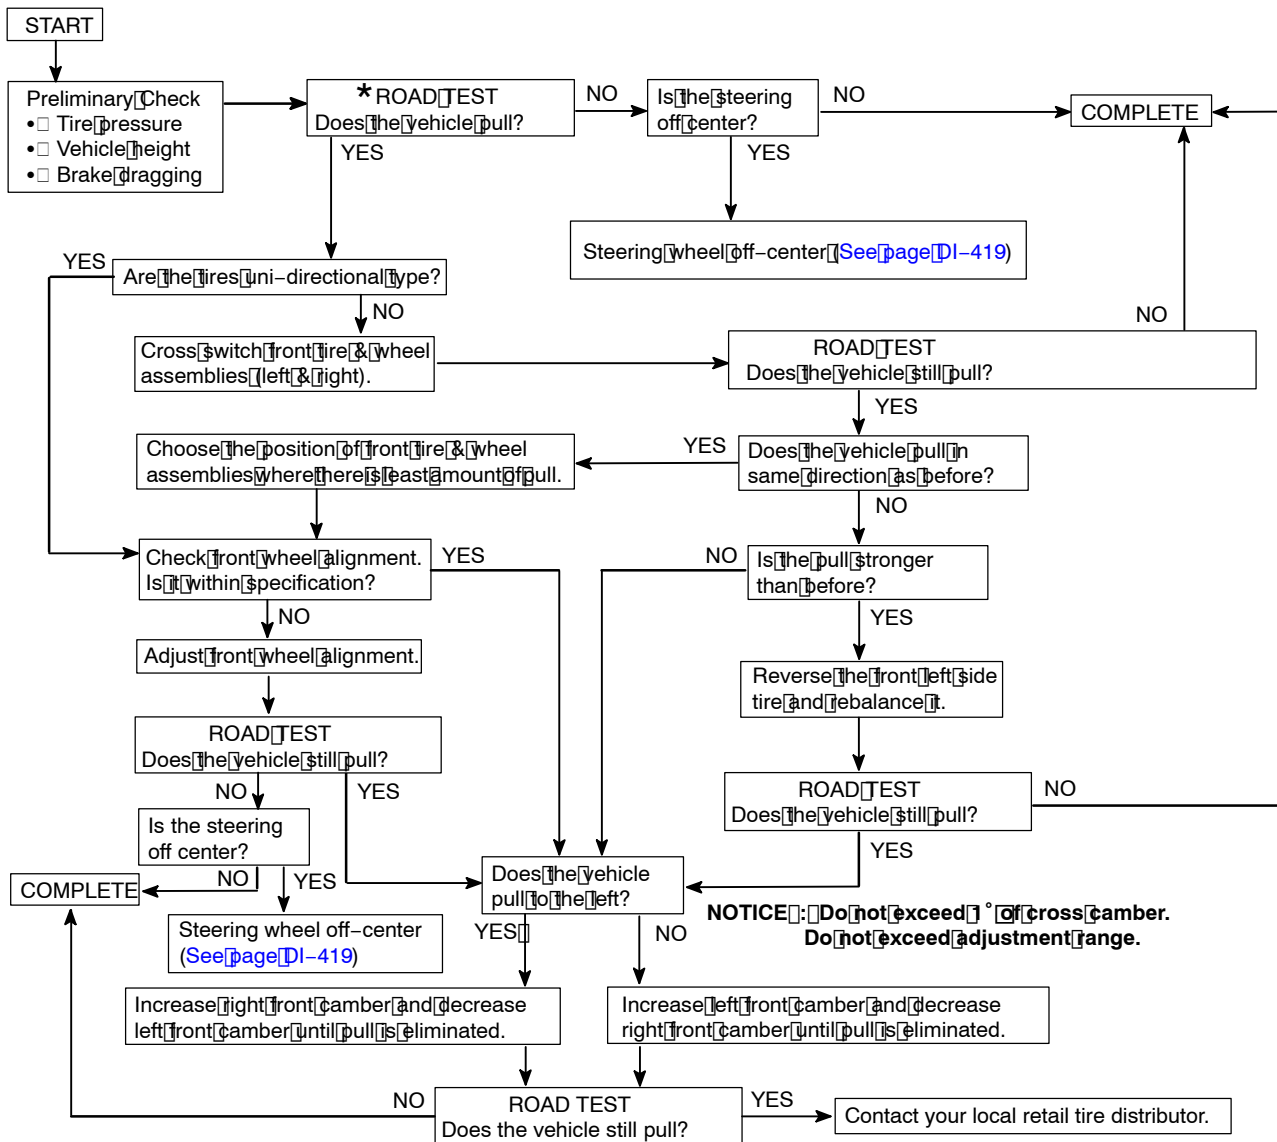 START
Preliminary Check
• Tire pressure
• Vehicle height
• Brake dragging
*ROAD TEST
Does the vehicle pull?
NO
Is the steering
off center?
NO
COMPLETE
YES
YES
Steering wheel off-center (See page DI-419)
YES
Are the tires uni-directional type?
NO
Cross switch front tire & wheel
assemblies (left & right).
NO
ROAD TEST
Does the vehicle still pull?
YES
Choose the position of front tire & wheel
assemblies where there is least amount of pull.
YES
Does the vehicle pull in
same direction as before?
NO
Check front wheel alignment.
Is it within specification?
YES
NO
Is the pull stronger
than before?
NO
YES
Adjust front wheel alignment.
Reverse the front left side
tire and rebalance it.
ROAD TEST
Does the vehicle still pull?
NO
YES
ROAD TEST
Does the vehicle still pull?
NO
YES
Is the steering
off center?
NO
YES
COMPLETE
Does the vehicle
pull to the left?
Steering wheel off-center
(See page DI-419)
YES
NO
NOTICE : Do not exceed 1° of cross camber.
Do not exceed adjustment range.
Increase right front camber and decrease
left front camber until pull is eliminated.
Increase left front camber and decrease
right front camber until pull is eliminated.
NO
ROAD TEST
Does the vehicle still pull?
YES
Contact your local retail tire distributor.